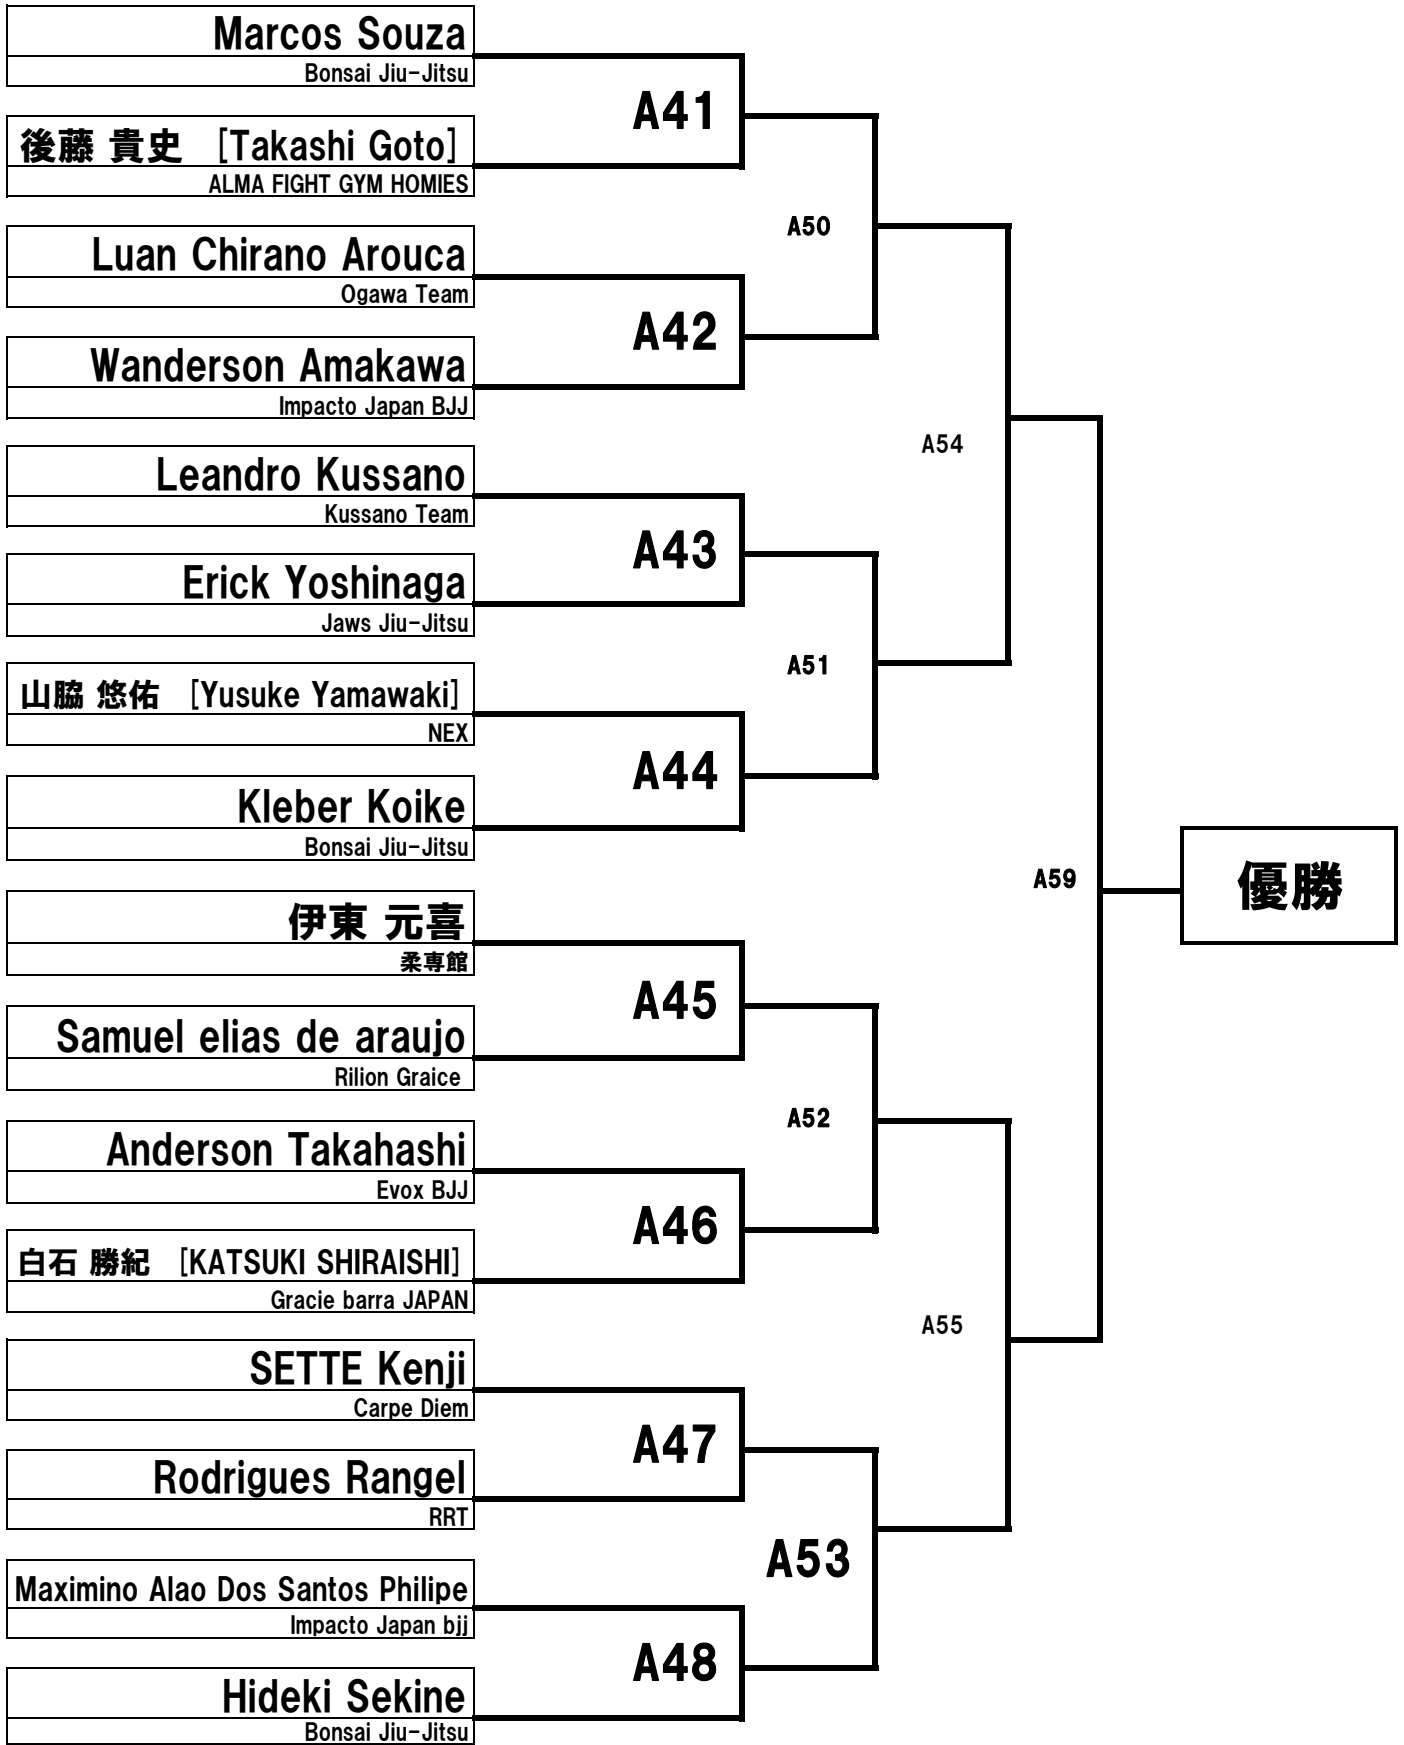 Marcos Souza
Bonsai Jiu-Jitsu
A41
後藤 貴史 [Takashi Goto]
ALMA FIGHT GYM HOMIES
A50
Luan Chirano Arouca
Ogawa Team
A42
Wanderson Amakawa
Impacto Japan BJJ
A54
Leandro Kussano
Kussano Team
A43
Erick Yoshinaga
Jaws Jiu-Jitsu
A51
山脇 悠佑 [Yusuke Yamawaki]
NEX
A44
Kleber Koike
Bonsai Jiu-Jitsu
A59
優勝
伊東 元喜
柔専館
A45
Samuel elias de araujo
Rilion Graice
A52
Anderson Takahashi
Evox BJJ
A46
白石 勝紀 [KATSUKI SHIRAISHI]
Gracie barra JAPAN
A55
SETTE Kenji
Carpe Diem
A47
Rodrigues Rangel
RRT
A53
Maximino Alao Dos Santos Philipe
Impacto Japan bjj
A48
Hideki Sekine
Bonsai Jiu-Jitsu